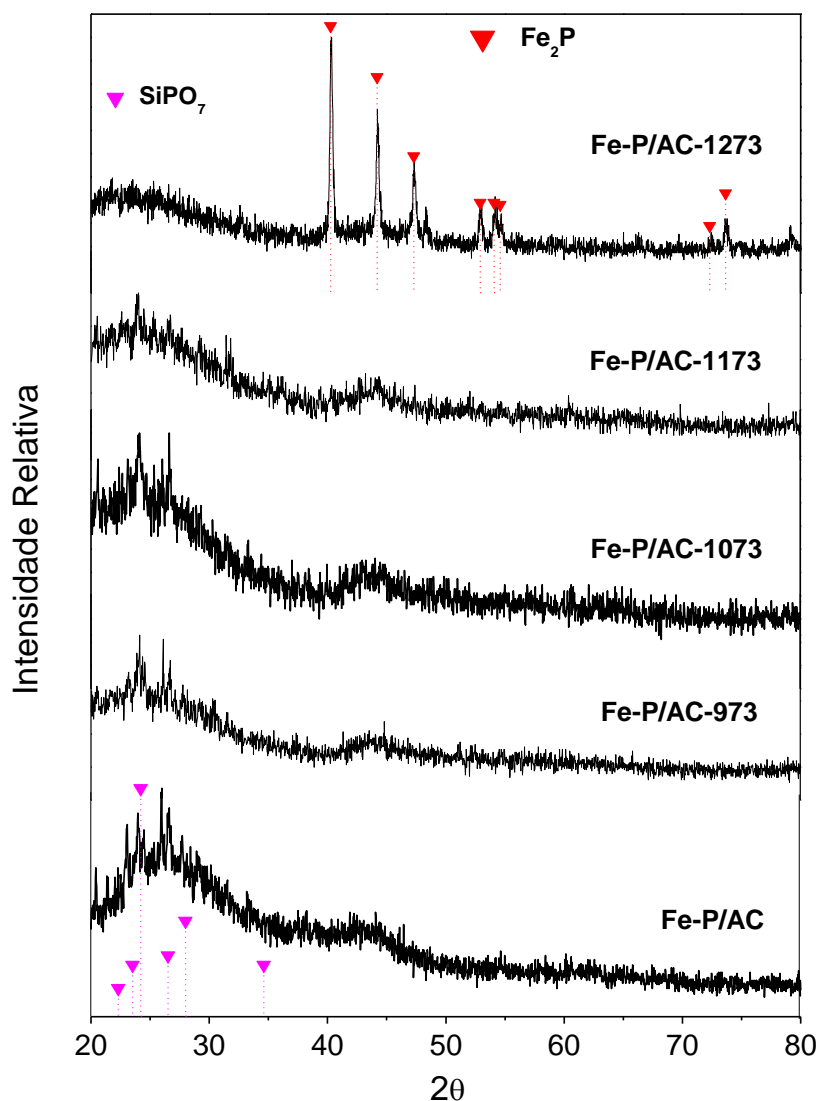 Fe₂P
SiPO₇
Fe-P/AC-1273
Fe-P/AC-1173
Fe-P/AC-1073
Fe-P/AC-973
Fe-P/AC
Intensidade Relativa
20 30 40 50 60 70 80
2θ